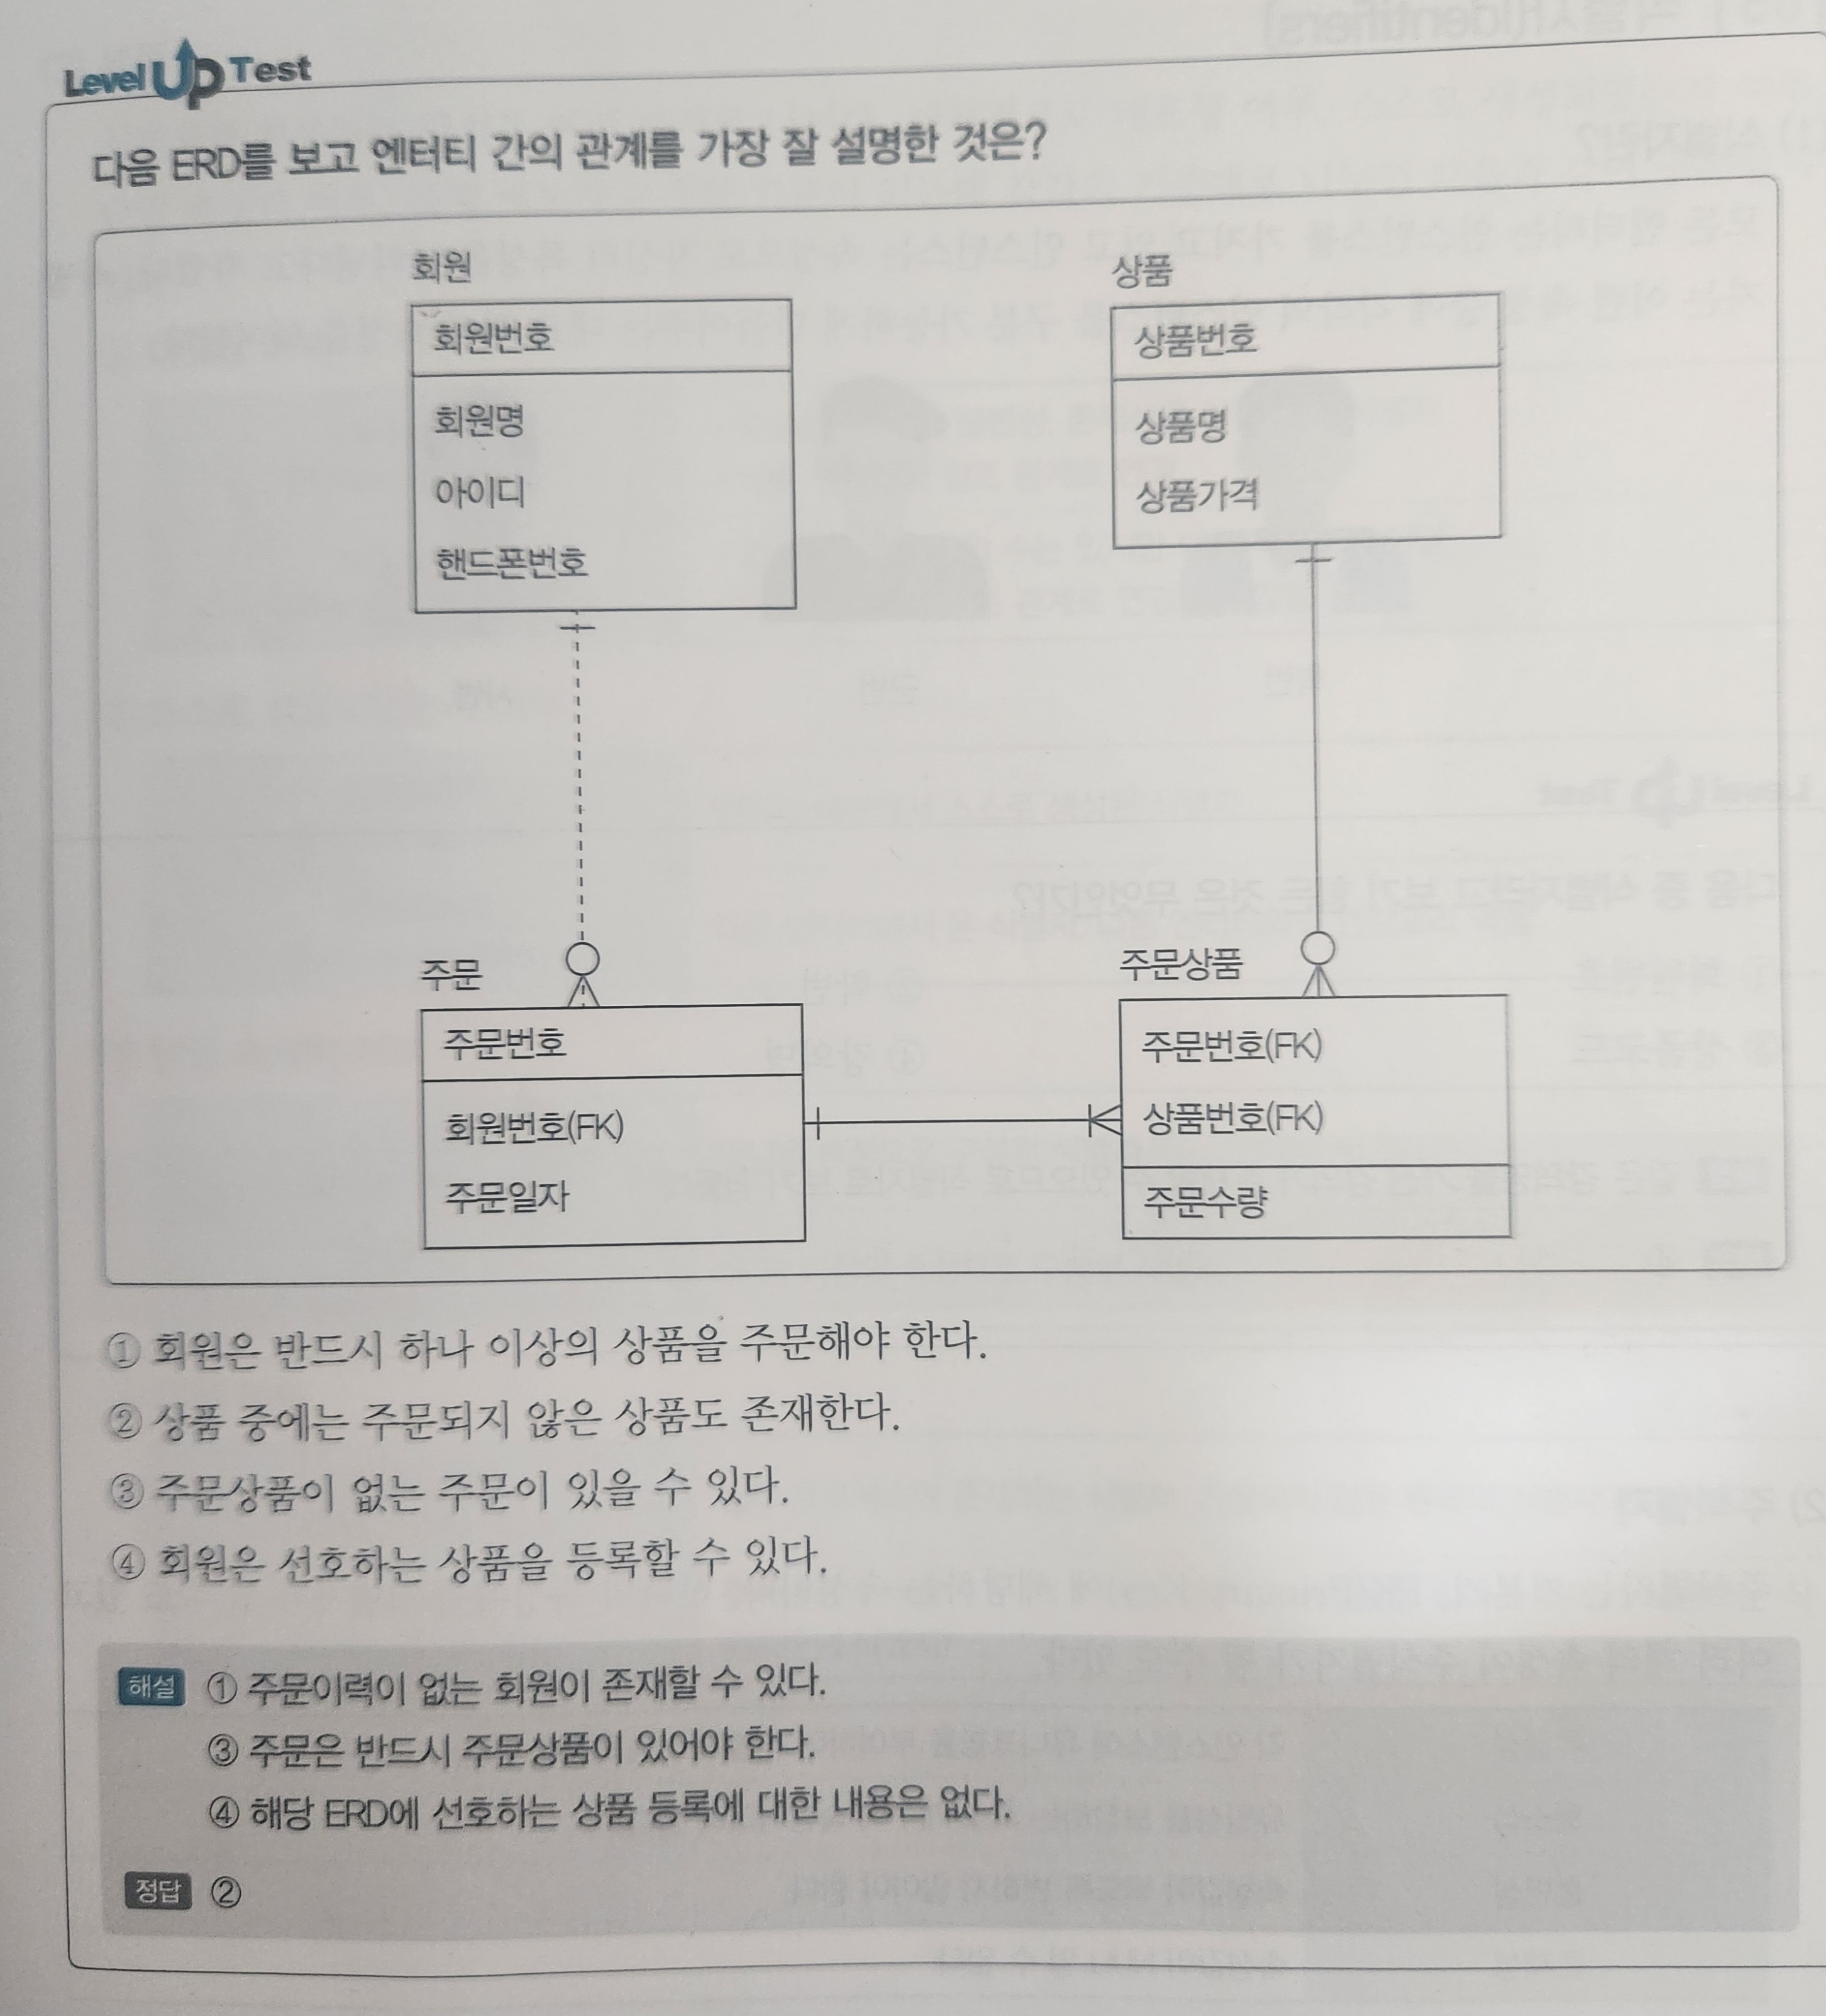 Level Up Test
다음 ERD를 보고 엔터티 간의 관계를 가장 잘 설명한 것은?
회원
회원번호
회원명
아이디
핸드폰번호
상품
상품번호
상품명
상품가격
주문
주문번호
회원번호(FK)
주문일자
주문상품
주문번호(FK)
상품번호(FK)
주문수량
① 회원은 반드시 하나 이상의 상품을 주문해야 한다.
② 상품 중에는 주문되지 않은 상품도 존재한다.
③ 주문상품이 없는 주문이 있을 수 있다.
④ 회원은 선호하는 상품을 등록할 수 있다.
해설 ① 주문이력이 없는 회원이 존재할 수 있다.
③ 주문은 반드시 주문상품이 있어야 한다.
④ 해당 ERD에 선호하는 상품 등록에 대한 내용은 없다.
정답 ②